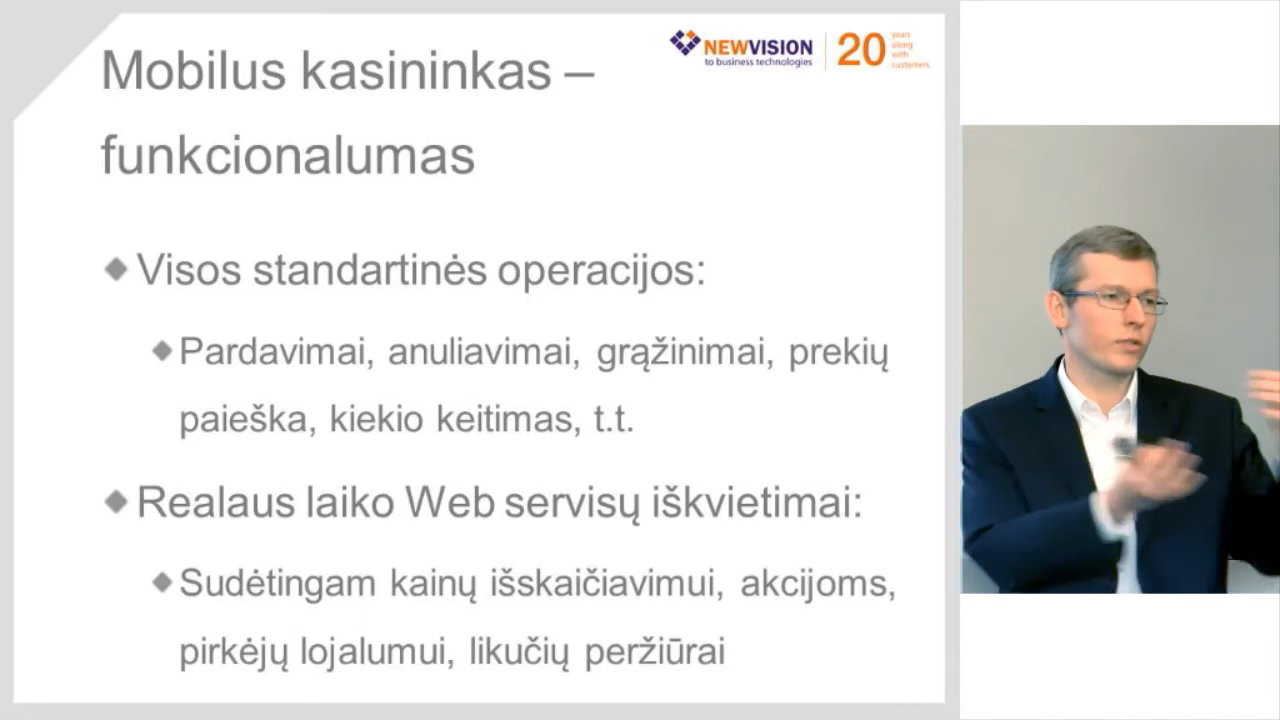 Mobilus kasininkas –
funkcionalumas
NEWVISION
to business technologies
20
years
along
with
customers
Visos standartinės operacijos:
Pardavimai, anuliavimai, grąžinimai, prekių
paieška, kiekio keitimas, t.t.
Realaus laiko Web servisų iškvietimai:
Sudėtingam kainų išskaičiavimui, akcijoms,
pirkėjų lojalumui, likučių peržiūrai